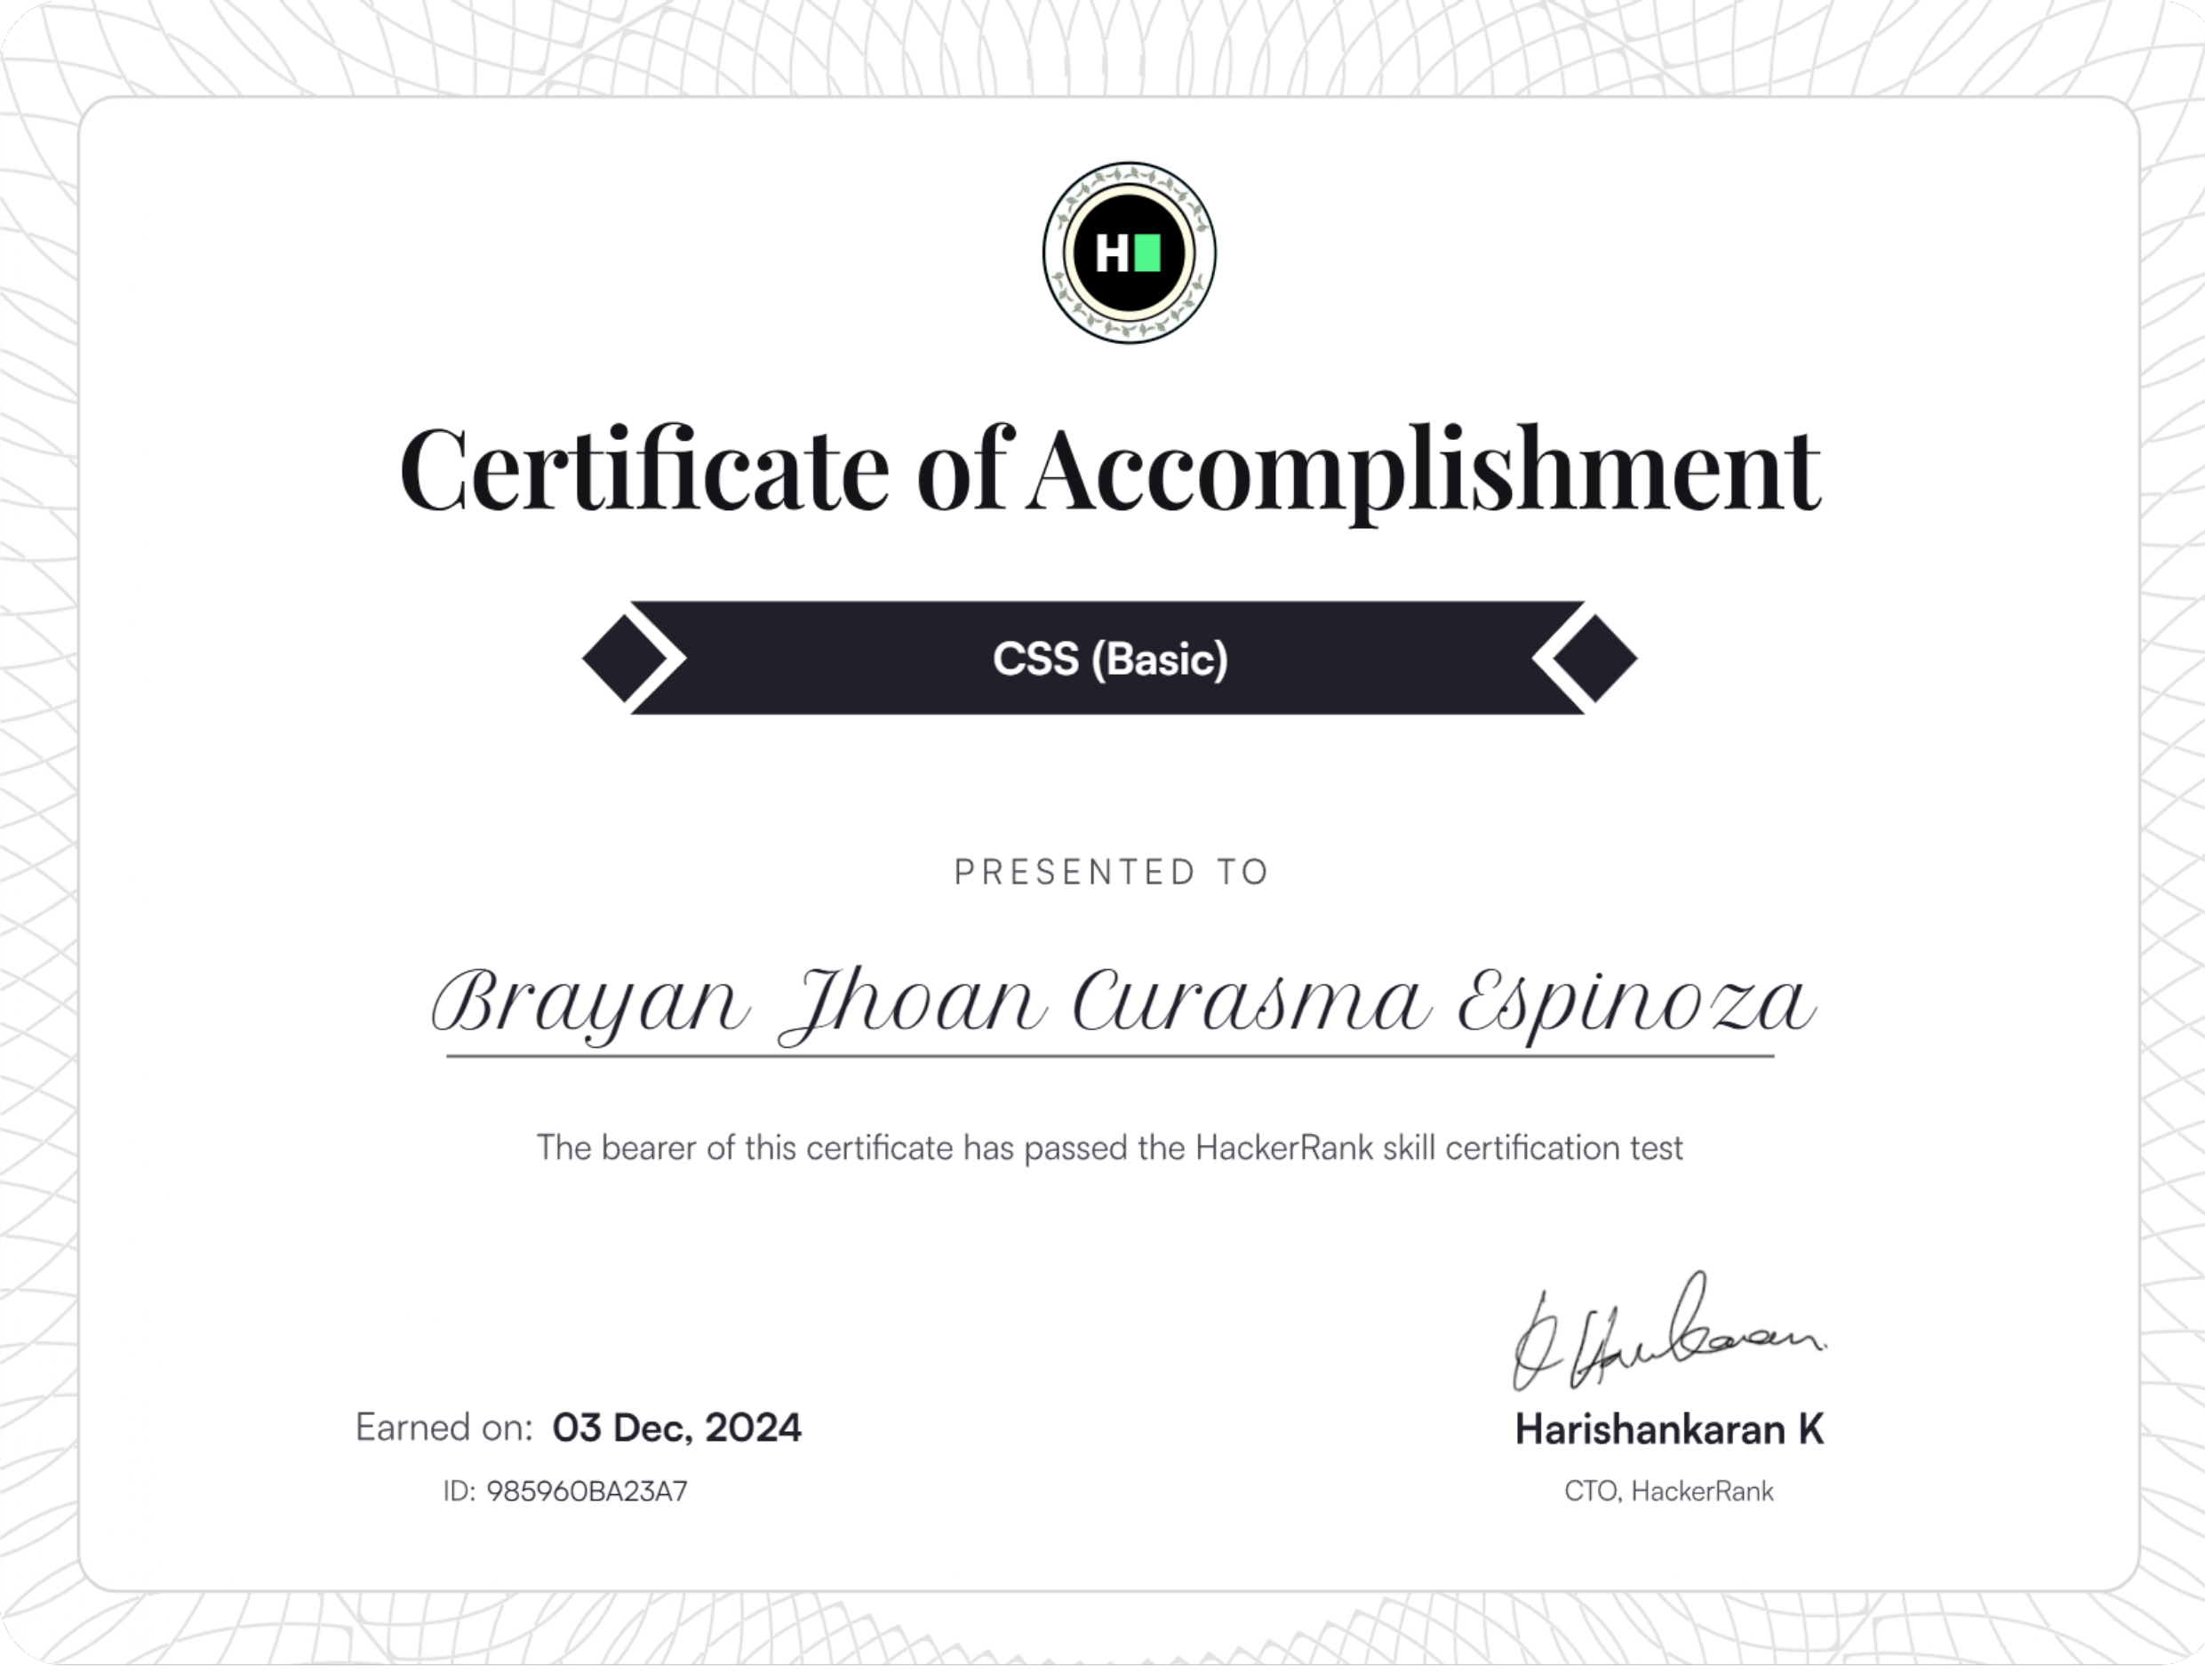 H
Certificate of Accomplishment
CSS (Basic)
PRESENTED TO
Brayan Jhoan Curasma Espinoza
The bearer of this certificate has passed the HackerRank skill certification test
Earned on: 03 Dec, 2024
ID: 985960BA23A7
K Harikaran.
Harishankaran K
CTO, HackerRank